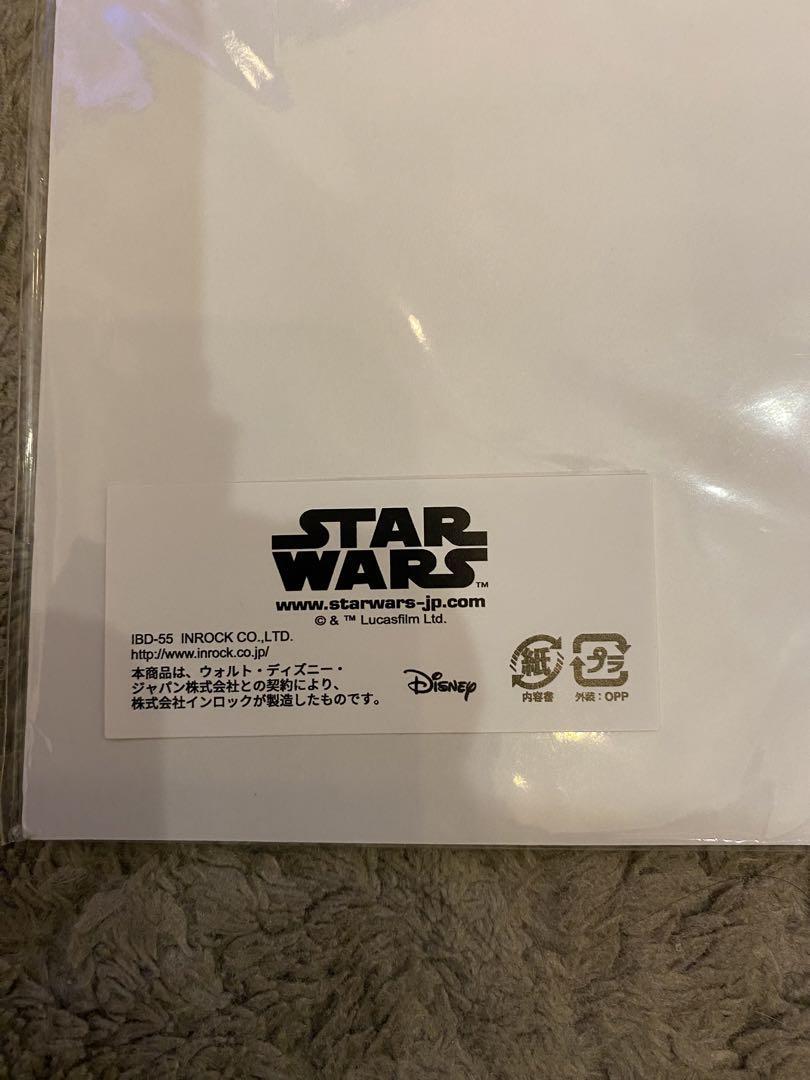 STAR
WARS™
www.starwars-jp.com
© & ™ Lucasfilm Ltd.
IBD-55 INROCK CO.,LTD.
http://www.inrock.co.jp/
本商品は、ウォルト・ディズニー・
ジャパン株式会社との契約により、
株式会社インロックが製造したものです。
Disney
紙
内容書
プラ
外装：OPP